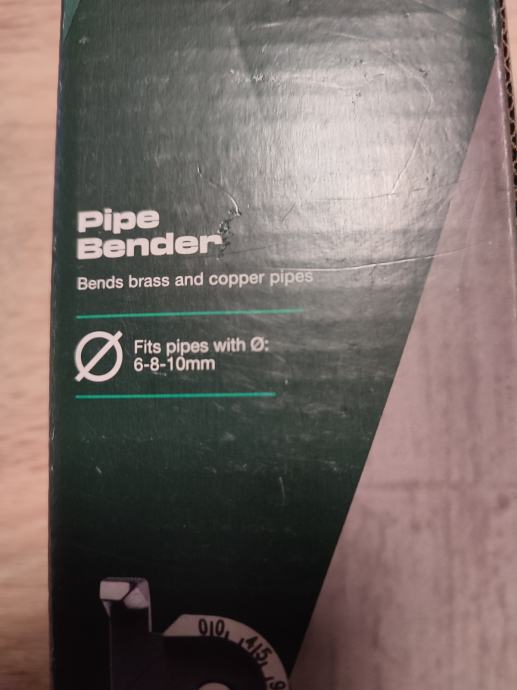 Pipe
Bender
Bends brass and copper pipes
Fits pipes with Ø:
6-8-10mm